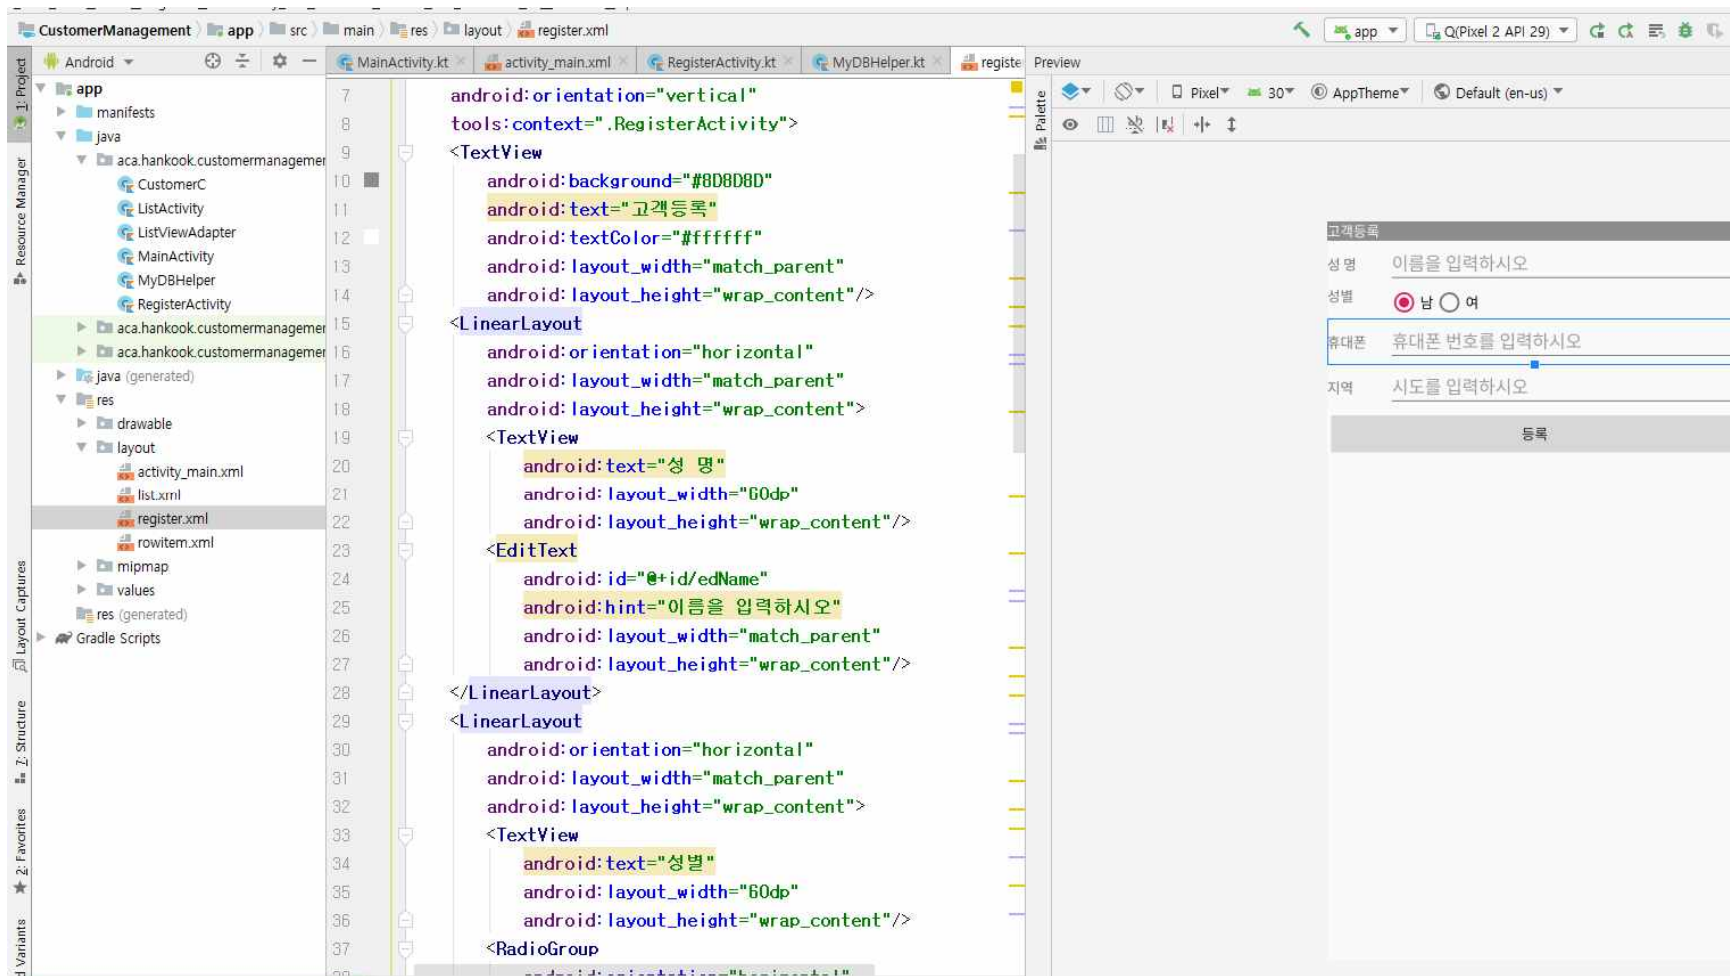 CustomerManagement app src main res layout register.xml
app Q(Pixel 2 API 29)
Android
MainActivity.kt activity_main.xml RegisterActivity.kt MyDBHelper.kt registe
Preview
1: Project
Resource Manager
Layout Captures
7: Structure
2: Favorites
d Variants
app
manifests
java
aca.hankook.customermanagemer
CustomerC
ListActivity
ListViewAdapter
MainActivity
MyDBHelper
RegisterActivity
aca.hankook.customermanagemer
aca.hankook.customermanagemer
java (generated)
res
drawable
layout
activity_main.xml
list.xml
register.xml
rowitem.xml
mipmap
values
res (generated)
Gradle Scripts
7 android:orientation="vertical"
8 tools:context=".RegisterActivity">
9 <TextView
10 android:background="#8D8D8D"
11 android:text="고객등록"
12 android:textColor="#ffffff"
13 android:layout_width="match_parent"
14 android:layout_height="wrap_content"/>
15 <LinearLayout
16 android:orientation="horizontal"
17 android:layout_width="match_parent"
18 android:layout_height="wrap_content">
19 <TextView
20 android:text="성 명"
21 android:layout_width="60dp"
22 android:layout_height="wrap_content"/>
23 <EditText
24 android:id="@+id/edName"
25 android:hint="이름을 입력하시오"
26 android:layout_width="match_parent"
27 android:layout_height="wrap_content"/>
28 </LinearLayout>
29 <LinearLayout
30 android:orientation="horizontal"
31 android:layout_width="match_parent"
32 android:layout_height="wrap_content">
33 <TextView
34 android:text="성별"
35 android:layout_width="60dp"
36 android:layout_height="wrap_content"/>
37 <RadioGroup
android:orientation="horizontal"
Palette
Pixel 30 AppTheme Default (en-us)
고객등록
성 명 이름을 입력하시오
성별 남 여
휴대폰 휴대폰 번호를 입력하시오
지역 시도를 입력하시오
등록